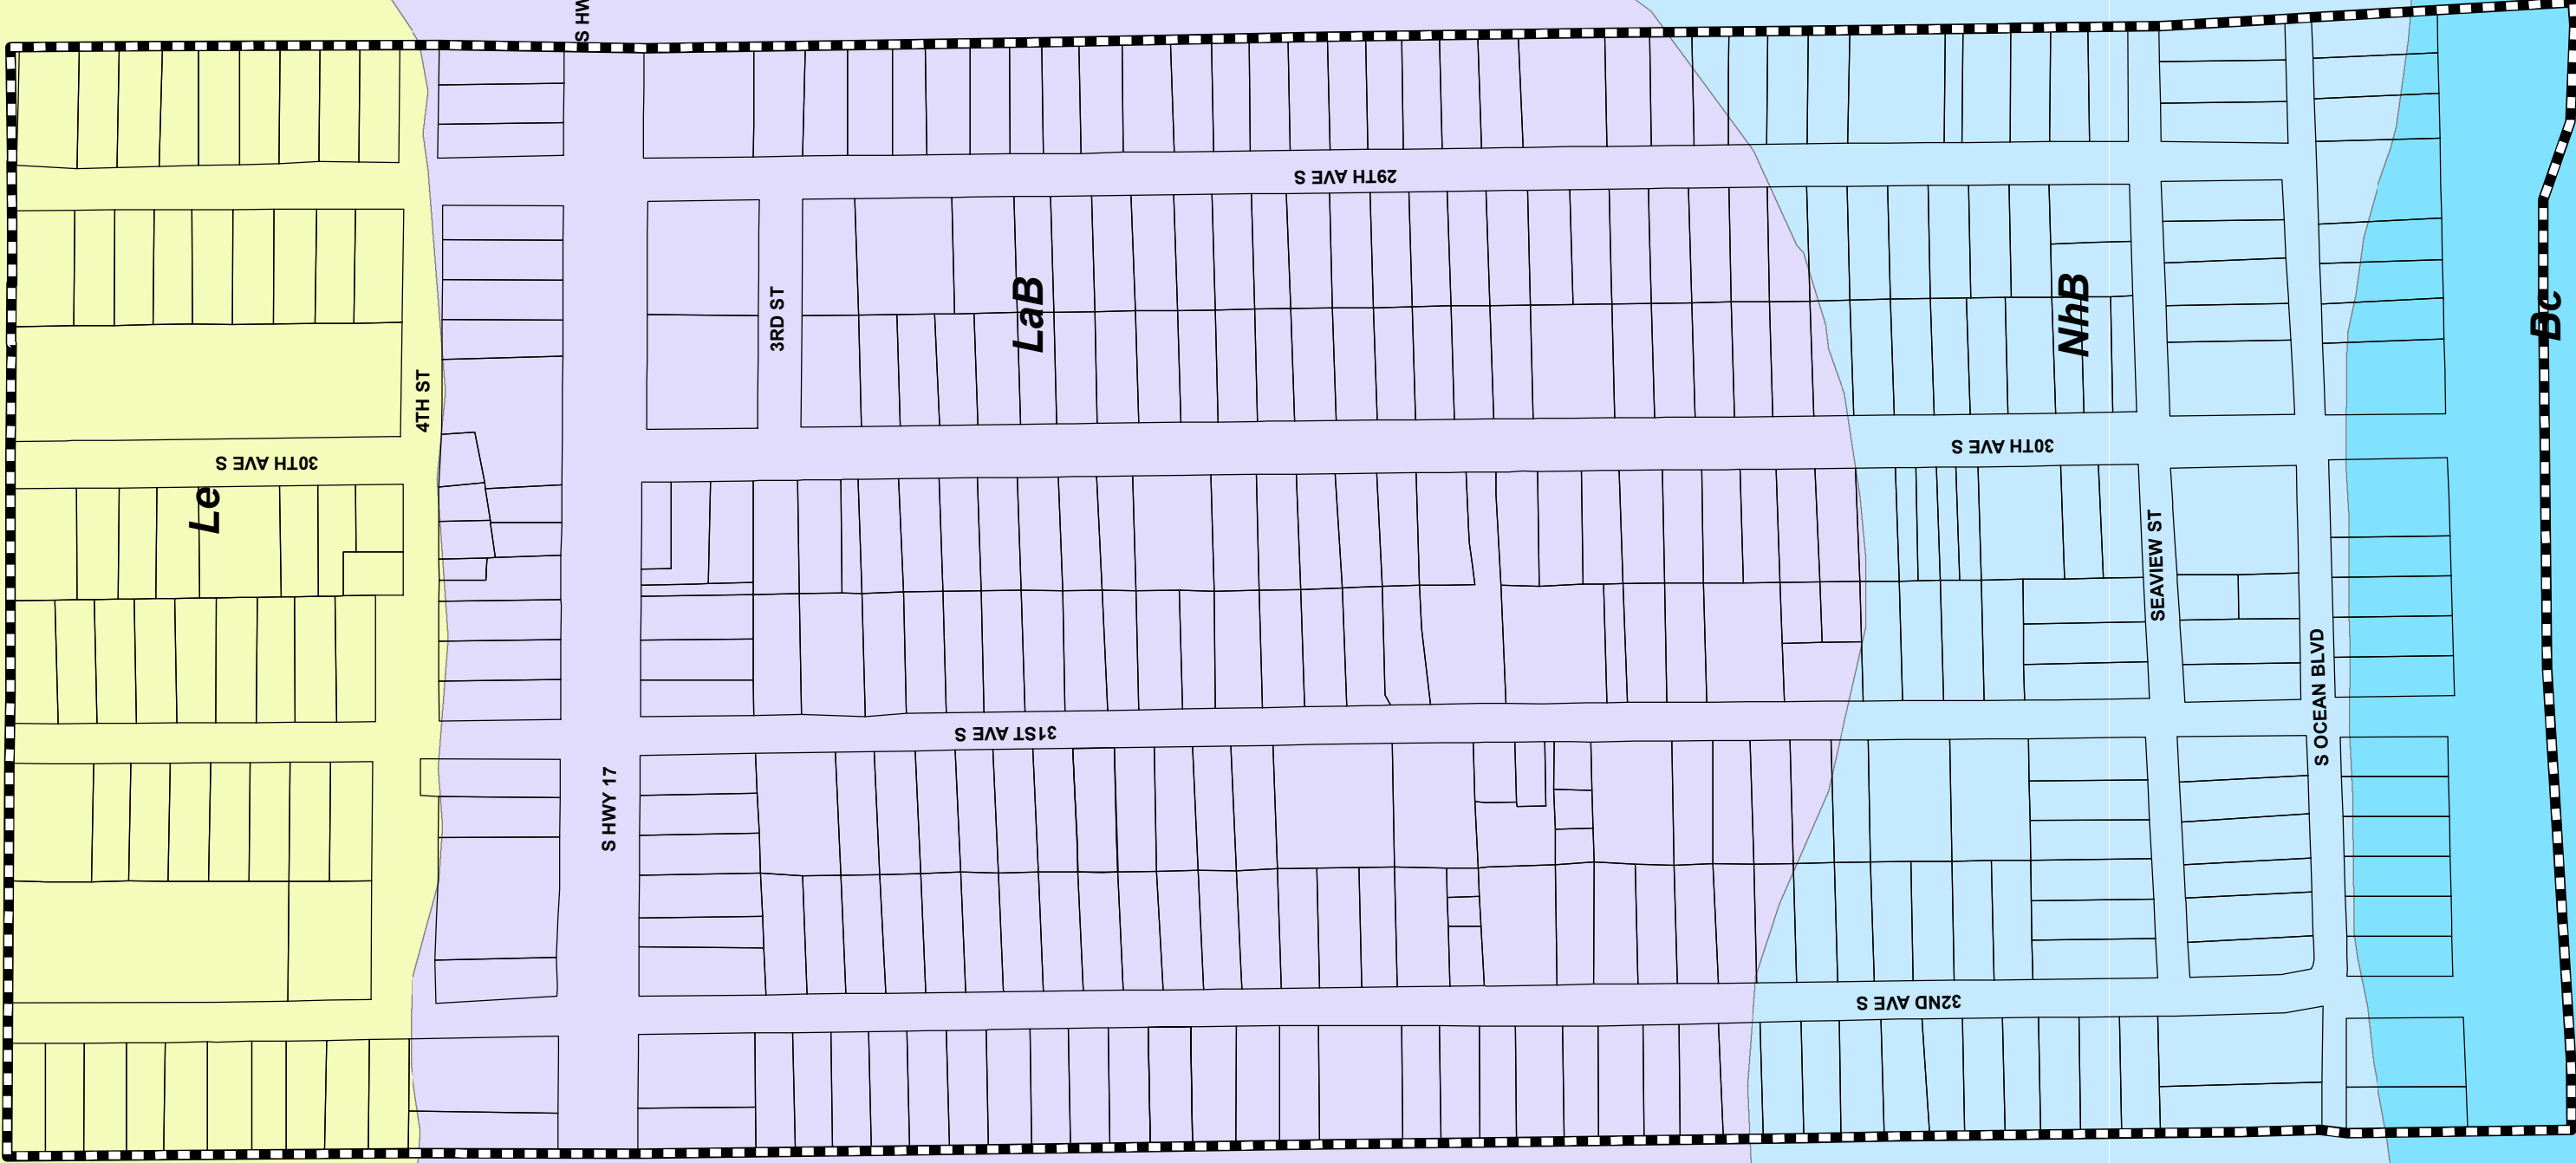 S HW
29TH AVE S
3RD ST
LaB
NhB
Bc
4TH ST
30TH AVE S
30TH AVE S
Le
SEAVIEW ST
S OCEAN BLVD
31ST AVE S
S HWY 17
32ND AVE S